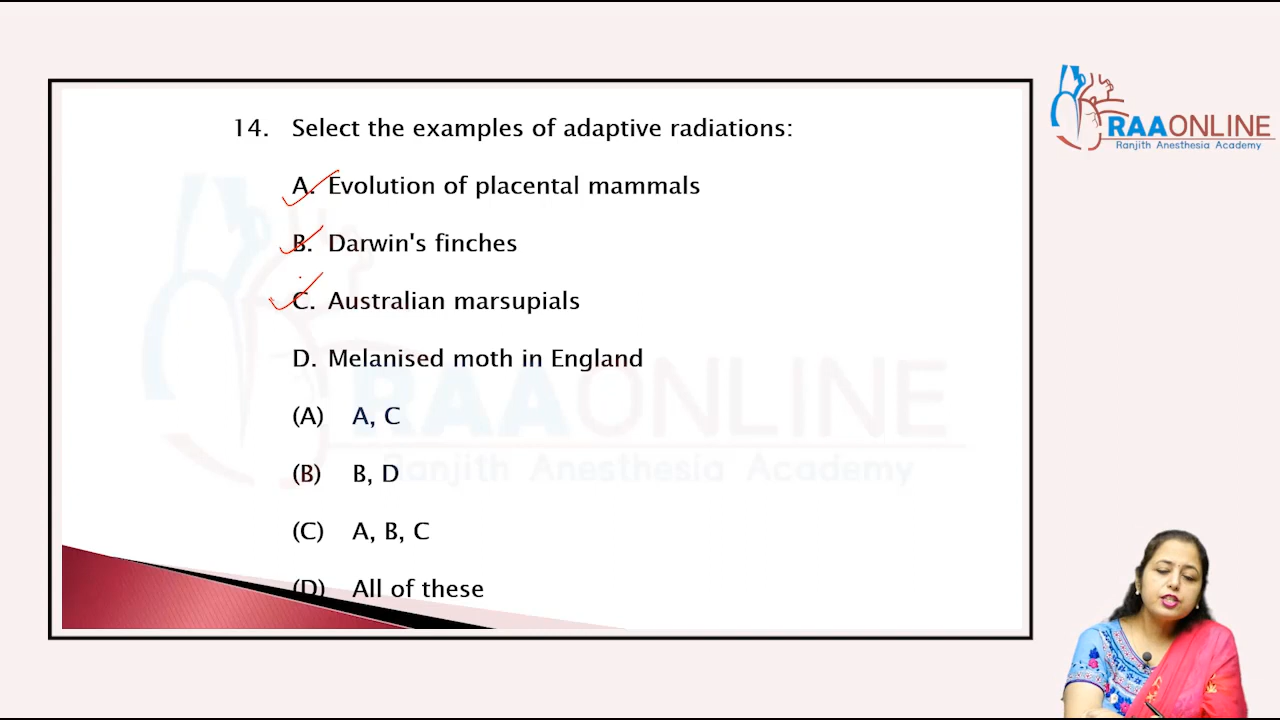 RAAONLINE
Ranjith Anesthesia Academy
14. Select the examples of adaptive radiations:
A. Evolution of placental mammals
B. Darwin's finches
C. Australian marsupials
D. Melanised moth in England
(A) A, C
(B) B, D
(C) A, B, C
(D) All of these
RAAONLINE
Ranjith Anesthesia Academy